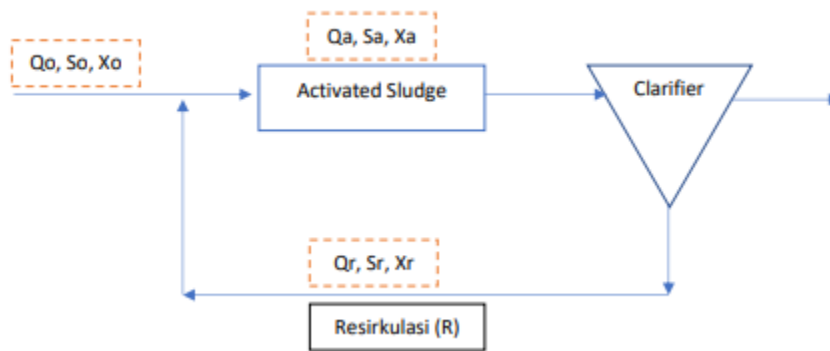 Qa, Sa, Xa
Qo, So, Xo
Activated Sludge
Clarifier
Qr, Sr, Xr
Resirkulasi (R)